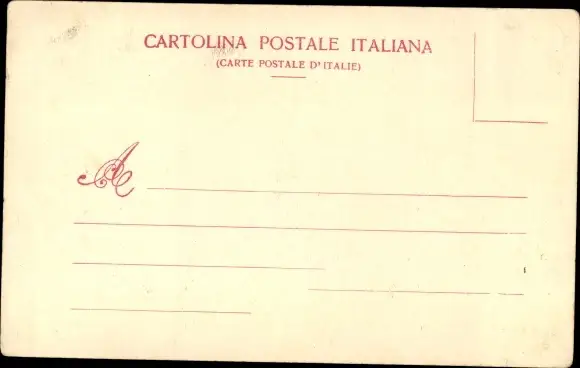 CARTOLINA POSTALE ITALIANA
(CARTE POSTALE D'ITALIE)
A